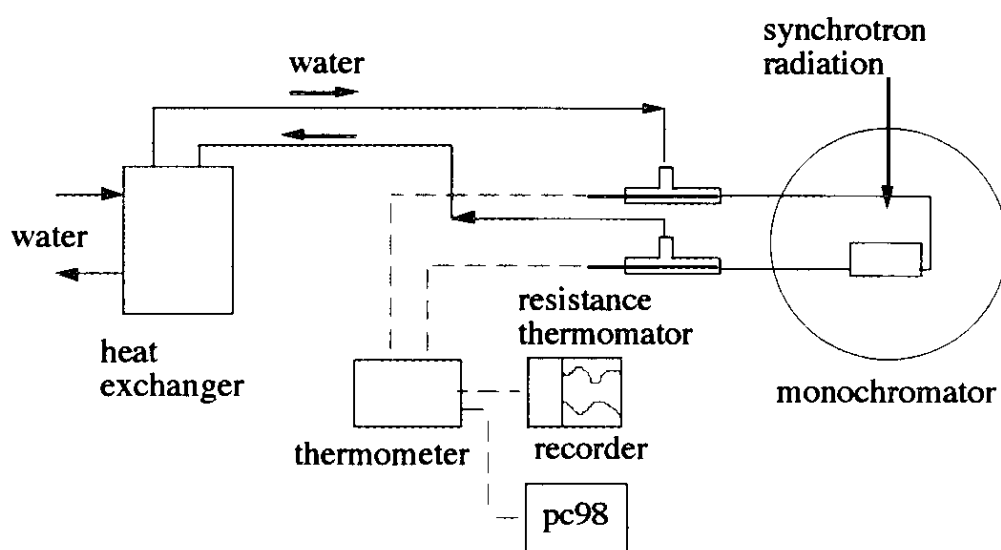 synchrotron
radiation
water
water
heat
exchanger
resistance
thermomator
monochromator
thermometer
recorder
pc98